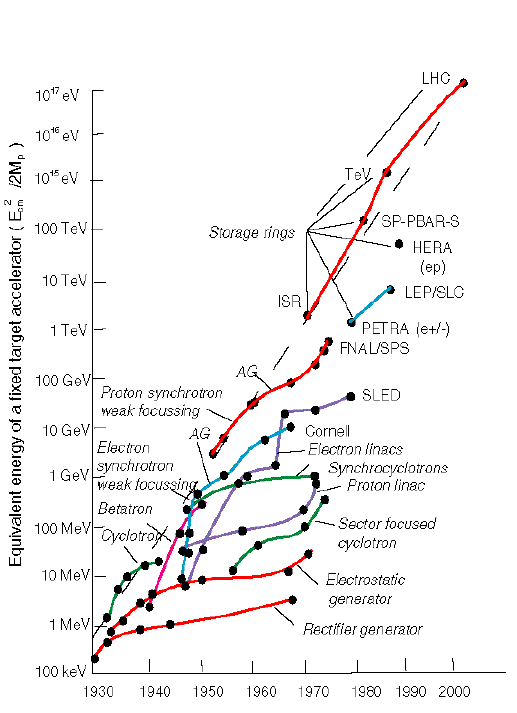 Equivalent energy of a fixed target accelerator ( E²cm /2Mp )
10¹⁷ eV
10¹⁶ eV
10¹⁵ eV
100 TeV
10 TeV
1 TeV
100 GeV
10 GeV
1 GeV
100 MeV
10 MeV
1 MeV
100 keV
LHC
TeV
SP-PBAR-S
Storage rings
HERA
(ep)
LEP/SLC
ISR
PETRA (e+/-)
FNAL/SPS
AG
Proton synchrotron
weak focussing
SLED
AG
Cornell
Electron
synchrotron
weak focussing
Electron linacs
Synchrocyclotrons
Proton linac
Betatron
Sector focused
cyclotron
Cyclotron
Electrostatic
generator
Rectifier generator
1930 1940 1950 1960 1970 1980 1990 2000